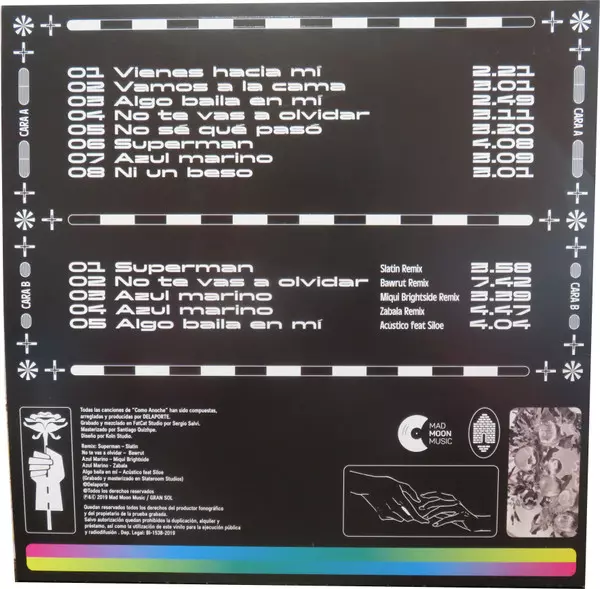 CARA A
01 Vienes hacia mí 2.21
02 Vamos a la cama 3.01
03 Algo baila en mí 2.49
04 No te vas a olvidar 3.11
05 No sé qué pasó 3.20
06 Superman 4.08
07 Azul marino 3.09
08 Ni un beso 3.01
CARA A
CARA B
01 Superman Slatin Remix 3.58
02 No te vas a olvidar Bawrut Remix 7.42
03 Azul marino Miqui Brightside Remix 3.39
04 Azul marino Zabala Remix 4.47
05 Algo baila en mí Acústico feat Siloe 4.04
CARA B
Todas las canciones de "Como Anoche" han sido compuestas,
arregladas y producidas por DELAPORTE.
Grabado y mezclado en FatCat Studio por Sergio Salvi.
Masterizado por Santiago Quizhpe.
Diseño por Koln Studio.
Remix: Superman – Slatin
No te vas a olvidar – Bawrut
Azul Marino – Miqui Brightside
Azul Marino - Zabala
Algo baila en mi – Acústico feat Siloe
(Grabado y masterizado en Slateroom Studios)
©Delaporte
©Todos los derechos reservados
℗&© 2019 Mad Moon Music / GRAN SOL
Quedan reservados todos los derechos del productor fonográfico
y del propietario de la prueba grabada.
Salvo autorización quedan prohibidos la duplicación, alquiler y
préstamo, así como la utilización de este vinilo para la ejecución pública
y radiodifusión . Dep. Legal: BI-1538-2019
MAD
MOON
MUSIC